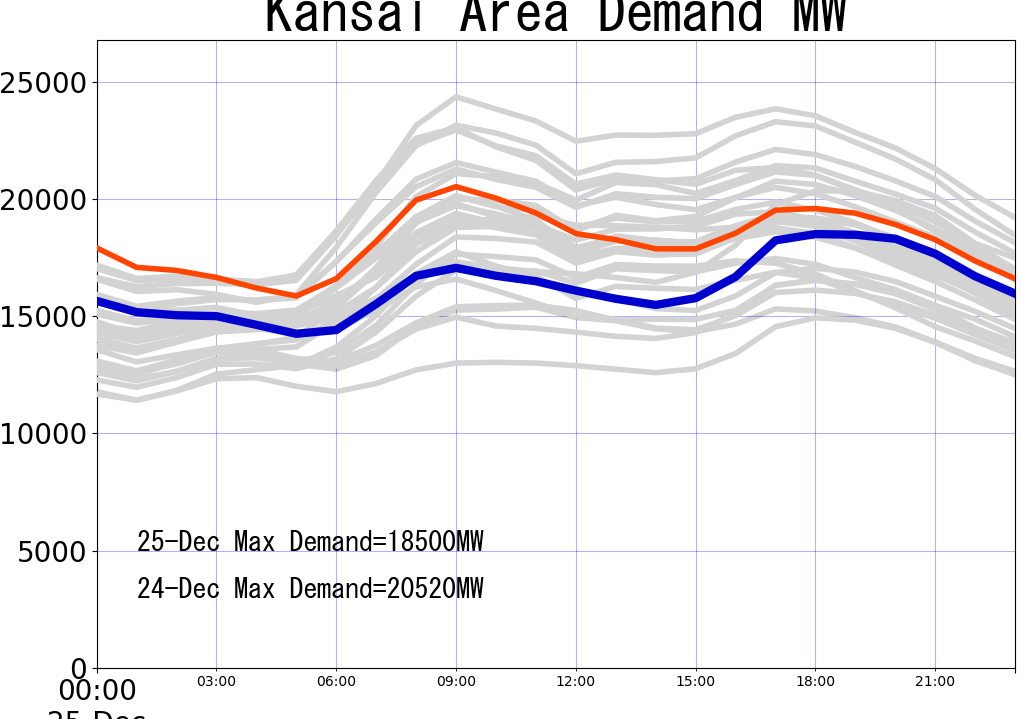 Kansai Area Demand MW
25000
20000
15000
10000
5000
0
25-Dec Max Demand=18500MW
24-Dec Max Demand=20520MW
00:00 03:00 06:00 09:00 12:00 15:00 18:00 21:00
25-Dec